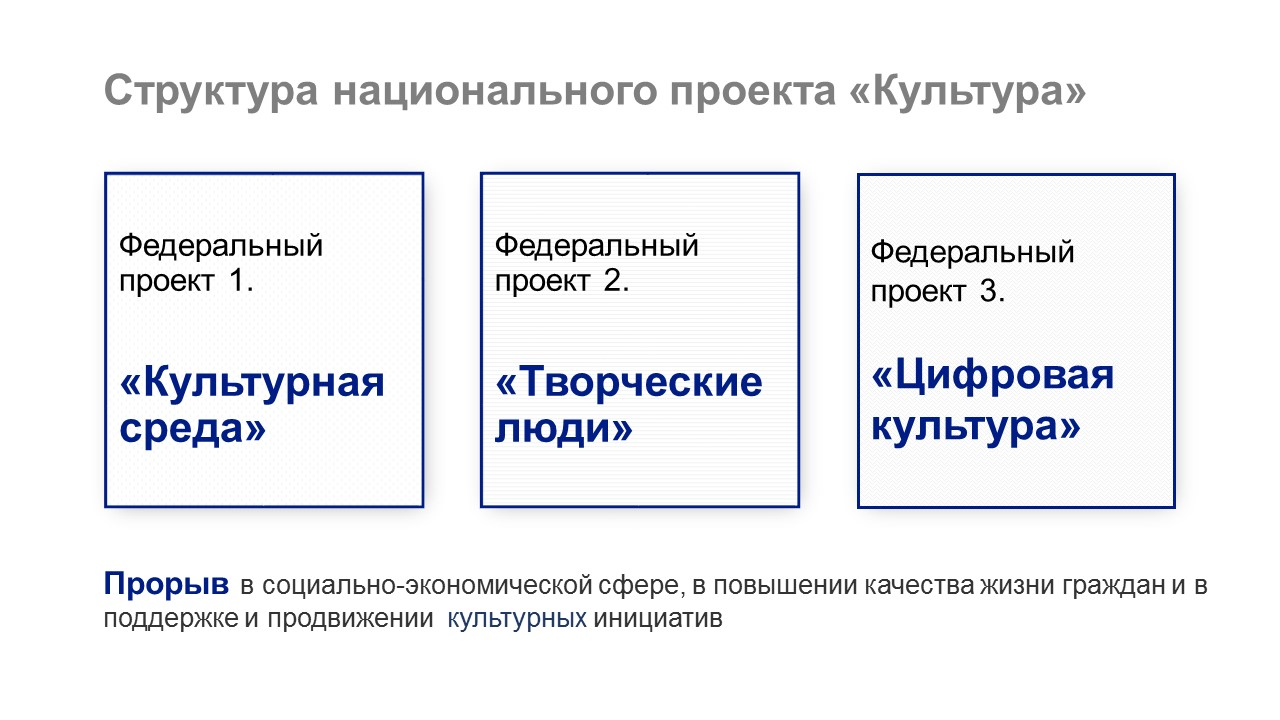 Структура национального проекта «Культура»
Федеральный
проект 1.
«Культурная
среда»
Федеральный
проект 2.
«Творческие
люди»
Федеральный
проект 3.
«Цифровая
культура»
Прорыв в социально-экономической сфере, в повышении качества жизни граждан и в
поддержке и продвижении культурных инициатив